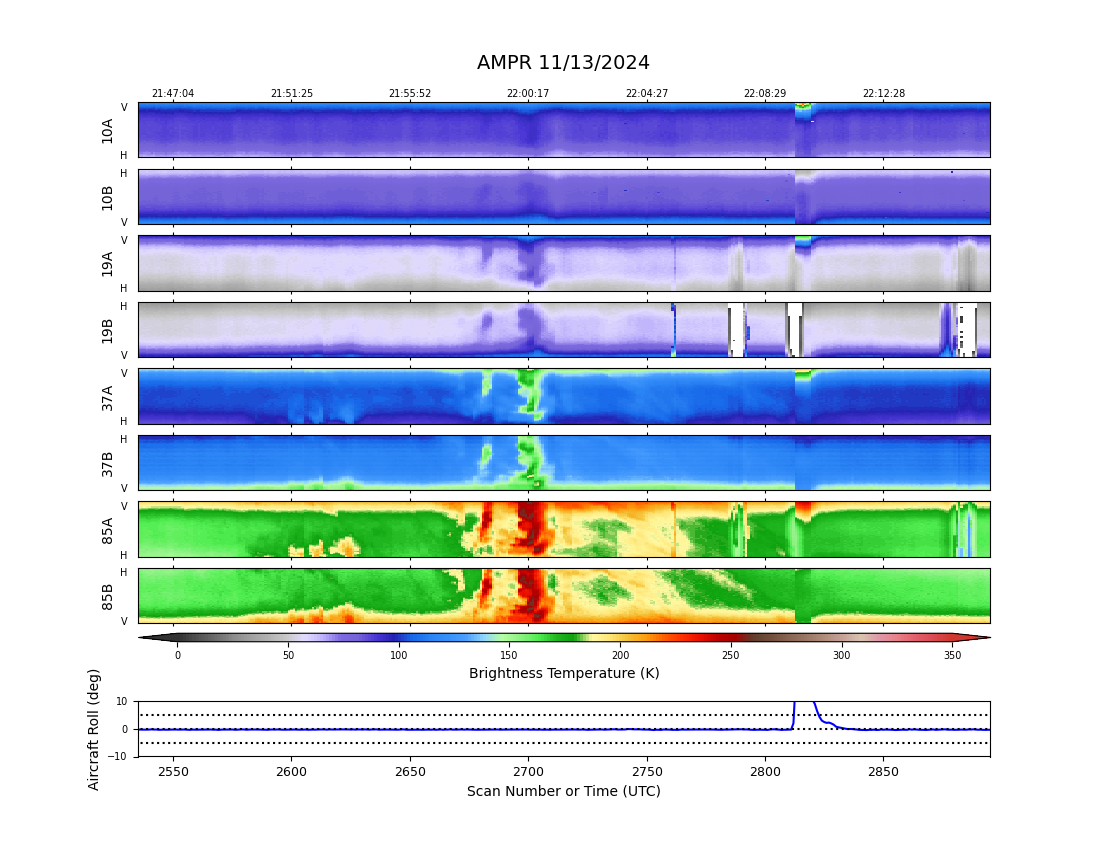 AMPR 11/13/2024
21:47:04 21:51:25 21:55:52 22:00:17 22:04:27 22:08:29 22:12:28
V
10A
H
H
10B
V
V
19A
H
H
19B
V
V
37A
H
H
37B
V
V
85A
H
H
85B
V
0 50 100 150 200 250 300 350
Brightness Temperature (K)
Aircraft Roll (deg)
10
0
−10
2550 2600 2650 2700 2750 2800 2850
Scan Number or Time (UTC)